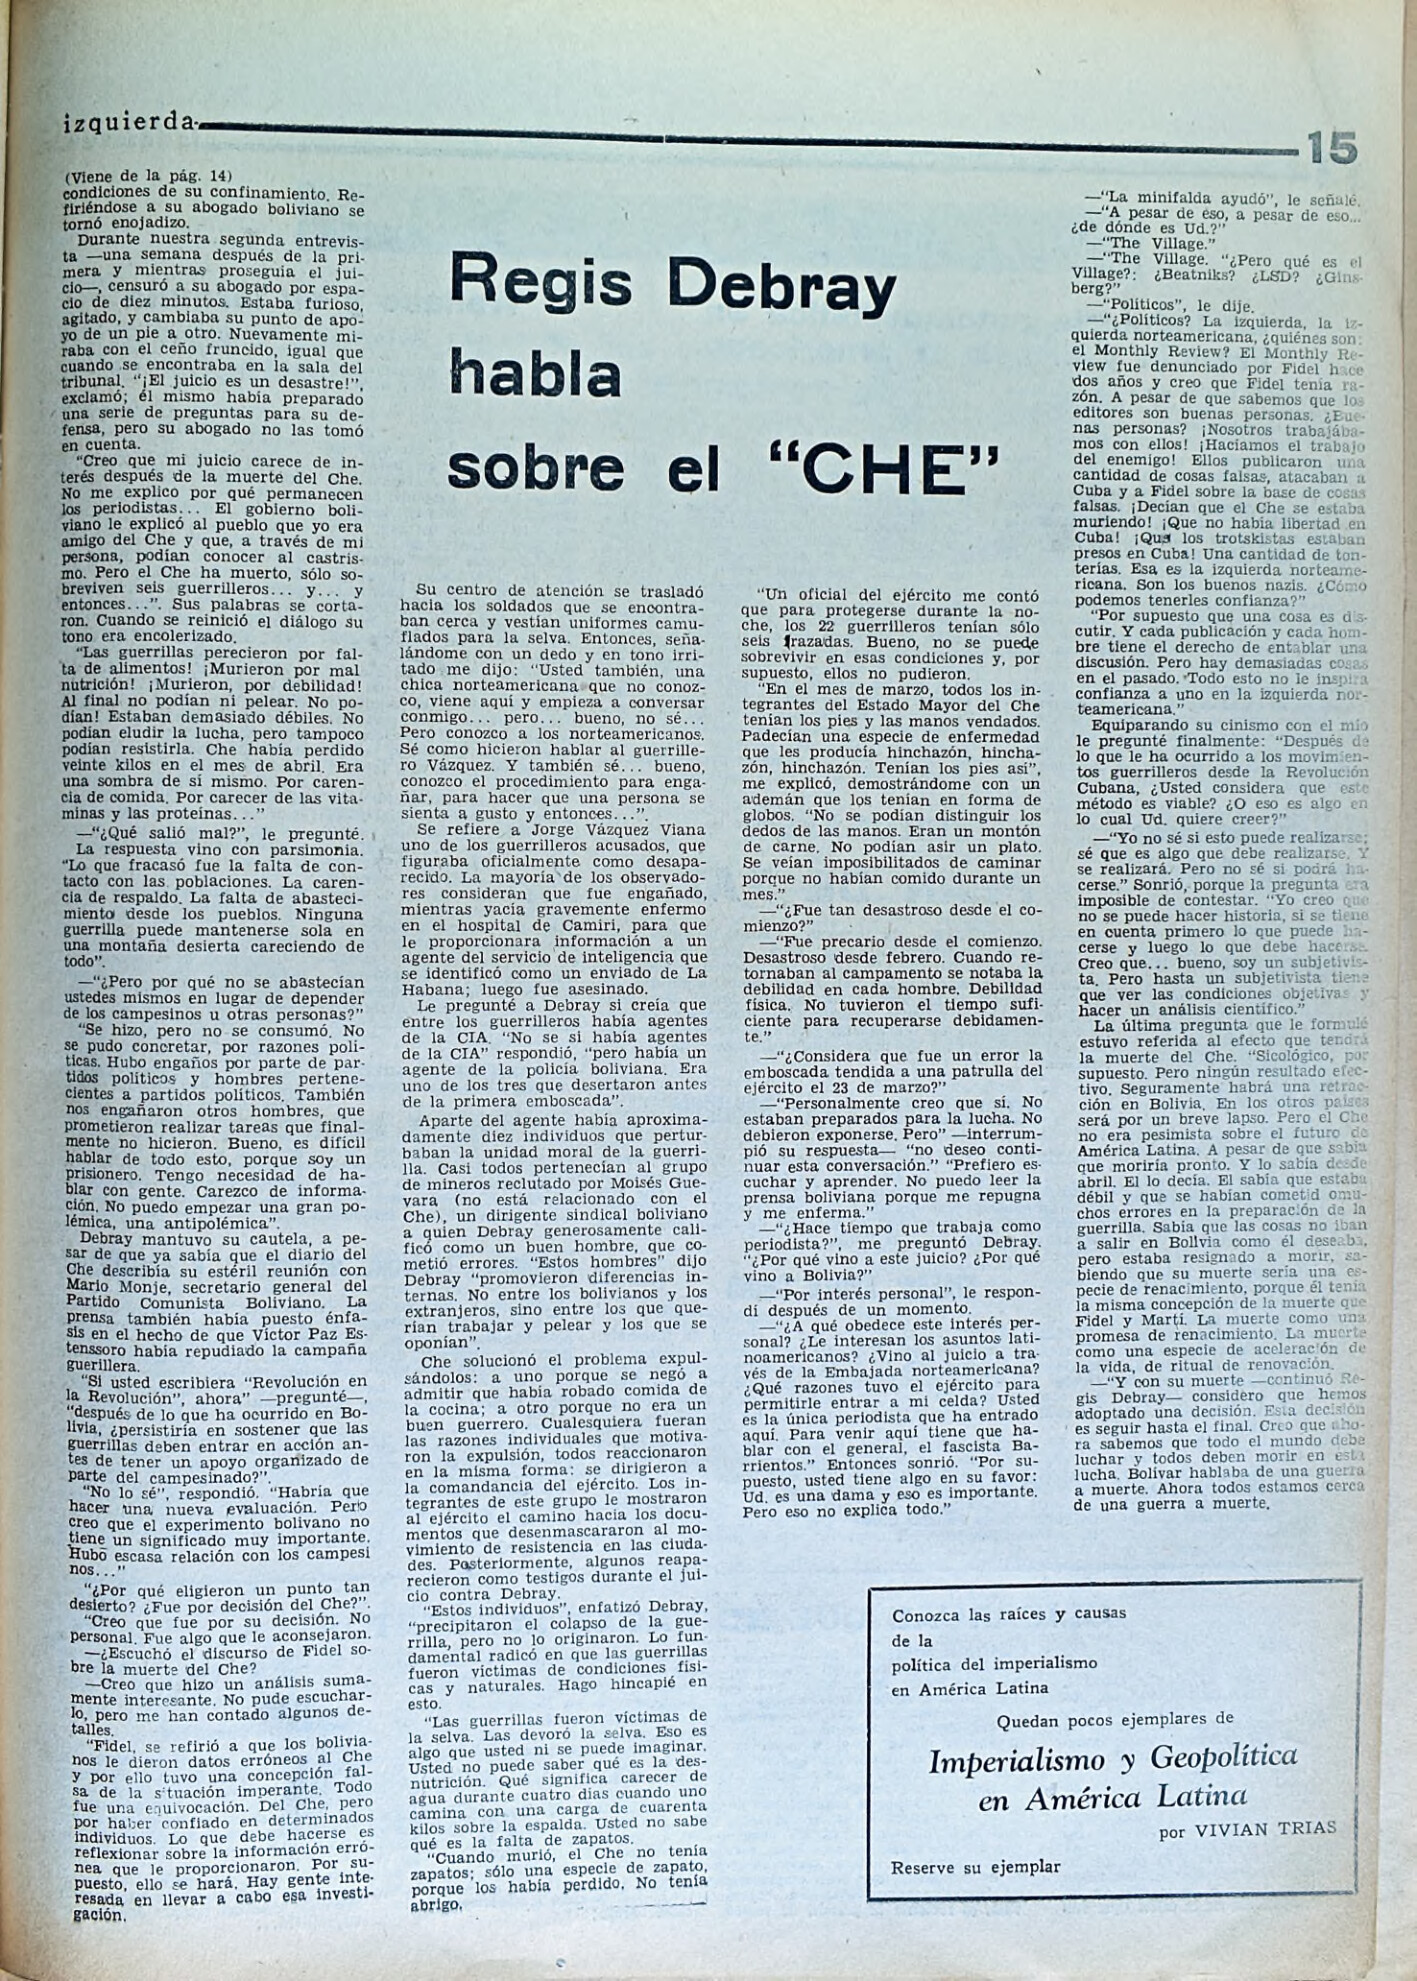 izquierda
15
(Viene de la pág. 14)
condiciones de su confinamiento. Re-
firiéndose a su abogado boliviano se
tornó enojadizo.
Durante nuestra segunda entrevis-
ta —una semana después de la pri-
mera y mientras proseguía el jui-
cio—, censuró a su abogado por espa-
cio de diez minutos. Estaba furioso,
agitado, y cambiaba su punto de apo-
yo de un pie a otro. Nuevamente mi-
raba con el ceño fruncido, igual que
cuando se encontraba en la sala del
tribunal. "¡El juicio es un desastre!",
exclamó; él mismo había preparado
una serie de preguntas para su de-
fensa, pero su abogado no las tomó
en cuenta.
"Creo que mi juicio carece de in-
terés después de la muerte del Che.
No me explico por qué permanecen
los periodistas... El gobierno boli-
viano le explicó al pueblo que yo era
amigo del Che y que, a través de mi
persona, podían conocer al castris-
mo. Pero el Che ha muerto, sólo so-
breviven seis guerrilleros... y... y
entonces...". Sus palabras se corta-
ron. Cuando se reinició el diálogo su
tono era encolerizado.
"Las guerrillas perecieron por fal-
ta de alimentos! ¡Murieron por mal
nutrición! ¡Murieron, por debilidad!
Al final no podían ni pelear. No po-
dían! Estaban demasiado débiles. No
podían eludir la lucha, pero tampoco
podían resistirla. Che había perdido
veinte kilos en el mes de abril. Era
una sombra de sí mismo. Por caren-
cia de comida. Por carecer de las vita-
minas y las proteínas..."
—"¿Qué salió mal?", le pregunté.
La respuesta vino con parsimonia.
"Lo que fracasó fue la falta de con-
tacto con las poblaciones. La caren-
cia de respaldo. La falta de abasteci-
miento desde los pueblos. Ninguna
guerrilla puede mantenerse sola en
una montaña desierta careciendo de
todo".
—"¿Pero por qué no se abastecían
ustedes mismos en lugar de depender
de los campesinos u otras personas?"
"Se hizo, pero no se consumó. No
se pudo concretar, por razones polí-
ticas. Hubo engaños por parte de par-
tidos políticos y hombres pertene-
cientes a partidos políticos. También
nos engañaron otros hombres, que
prometieron realizar tareas que final-
mente no hicieron. Bueno, es difícil
hablar de todo esto, porque soy un
prisionero. Tengo necesidad de ha-
blar con gente. Carezco de informa-
ción. No puedo empezar una gran po-
lémica, una antipolémica".
Debray mantuvo su cautela, a pe-
sar de que ya sabía que el diario del
Che describía su estéril reunión con
Mario Monje, secretario general del
Partido Comunista Boliviano. La
prensa también había puesto énfa-
sis en el hecho de que Víctor Paz Es-
tenssoro había repudiado la campaña
guerillera.
"Si usted escribiera "Revolución en
la Revolución", ahora" —pregunté—,
"después de lo que ha ocurrido en Bo-
livia, ¿persistiría en sostener que las
guerrillas deben entrar en acción an-
tes de tener un apoyo organizado de
parte del campesinado?".
"No lo sé", respondió. "Habría que
hacer una nueva evaluación. Pero
creo que el experimento bolivano no
tiene un significado muy importante.
Hubo escasa relación con los campesi
nos..."
"¿Por qué eligieron un punto tan
desierto? ¿Fue por decisión del Che?".
"Creo que fue por su decisión. No
personal. Fue algo que le aconsejaron.
—¿Escuchó el discurso de Fidel so-
bre la muerte del Che?
—Creo que hizo un análisis suma-
mente interesante. No pude escuchar-
lo, pero me han contado algunos de-
talles.
"Fidel, se refirió a que los bolivia-
nos le dieron datos erróneos al Che
y por ello tuvo una concepción fal-
sa de la situación imperante. Todo
fue una equivocación. Del Che, pero
por haber confiado en determinados
individuos. Lo que debe hacerse es
reflexionar sobre la información erró-
nea que le proporcionaron. Por su-
puesto, ello se hará. Hay gente inte-
resada en llevar a cabo esa investi-
gación.
Regis Debray
habla
sobre el "CHE"
Su centro de atención se trasladó
hacia los soldados que se encontra-
ban cerca y vestían uniformes camu-
flados para la selva. Entonces, seña-
lándome con un dedo y en tono irri-
tado me dijo: "Usted también, una
chica norteamericana que no conoz-
co, viene aquí y empieza a conversar
conmigo... pero... bueno, no sé...
Pero conozco a los norteamericanos.
Sé como hicieron hablar al guerrille-
ro Vázquez. Y también sé... bueno,
conozco el procedimiento para enga-
ñar, para hacer que una persona se
sienta a gusto y entonces...".
Se refiere a Jorge Vázquez Viana
uno de los guerrilleros acusados, que
figuraba oficialmente como desapa-
recido. La mayoría de los observado-
res consideran que fue engañado,
mientras yacía gravemente enfermo
en el hospital de Camiri, para que
le proporcionara información a un
agente del servicio de inteligencia que
se identificó como un enviado de La
Habana; luego fue asesinado.
Le pregunté a Debray si creía que
entre los guerrilleros había agentes
de la CIA. "No se si había agentes
de la CIA" respondió, "pero había un
agente de la policía boliviana. Era
uno de los tres que desertaron antes
de la primera emboscada".
Aparte del agente había aproxima-
damente diez individuos que pertur-
baban la unidad moral de la guerri-
lla. Casi todos pertenecían al grupo
de mineros reclutado por Moisés Gue-
vara (no está relacionado con el
Che), un dirigente sindical boliviano
a quien Debray generosamente cali-
ficó como un buen hombre, que co-
metió errores. "Estos hombres" dijo
Debray "promovieron diferencias in-
ternas. No entre los bolivianos y los
extranjeros, sino entre los que que-
rían trabajar y pelear y los que se
oponían".
Che solucionó el problema expul-
sándolos: a uno porque se negó a
admitir que había robado comida de
la cocina; a otro porque no era un
buen guerrero. Cualesquiera fueran
las razones individuales que motiva-
ron la expulsión, todos reaccionaron
en la misma forma: se dirigieron a
la comandancia del ejército. Los in-
tegrantes de este grupo le mostraron
al ejército el camino hacia los docu-
mentos que desenmascararon al mo-
vimiento de resistencia en las ciuda-
des. Posteriormente, algunos reapa-
recieron como testigos durante el jui-
cio contra Debray.
"Estos individuos", enfatizó Debray,
"precipitaron el colapso de la gue-
rrilla, pero no lo originaron. Lo fun-
damental radicó en que las guerrillas
fueron víctimas de condiciones físi-
cas y naturales. Hago hincapié en
esto.
"Las guerrillas fueron víctimas de
la selva. Las devoró la selva. Eso es
algo que usted ni se puede imaginar.
Usted no puede saber qué es la des-
nutrición. Qué significa carecer de
agua durante cuatro días cuando uno
camina con una carga de cuarenta
kilos sobre la espalda. Usted no sabe
qué es la falta de zapatos.
"Cuando murió, el Che no tenía
zapatos; sólo una especie de zapato,
porque los había perdido. No tenía
abrigo.
"Un oficial del ejército me contó
que para protegerse durante la no-
che, los 22 guerrilleros tenían sólo
seis frazadas. Bueno, no se puede
sobrevivir en esas condiciones y, por
supuesto, ellos no pudieron.
"En el mes de marzo, todos los in-
tegrantes del Estado Mayor del Che
tenían los pies y las manos vendados.
Padecían una especie de enfermedad
que les producía hinchazón, hincha-
zón, hinchazón. Tenían los pies así",
me explicó, demostrándome con un
ademán que los tenían en forma de
globos. "No se podían distinguir los
dedos de las manos. Eran un montón
de carne. No podían asir un plato.
Se veían imposibilitados de caminar
porque no habían comido durante un
mes."
—"¿Fue tan desastroso desde el co-
mienzo?"
—"Fue precario desde el comienzo.
Desastroso desde febrero. Cuando re-
tornaban al campamento se notaba la
debilidad en cada hombre. Debilidad
física. No tuvieron el tiempo sufi-
ciente para recuperarse debidamen-
te."
—"¿Considera que fue un error la
emboscada tendida a una patrulla del
ejército el 23 de marzo?"
—"Personalmente creo que sí. No
estaban preparados para la lucha. No
debieron exponerse. Pero" —interrum-
pió su respuesta— "no deseo conti-
nuar esta conversación." "Prefiero es-
cuchar y aprender. No puedo leer la
prensa boliviana porque me repugna
y me enferma."
—"¿Hace tiempo que trabaja como
periodista?", me preguntó Debray.
"¿Por qué vino a este juicio? ¿Por qué
vino a Bolivia?"
—"Por interés personal", le respon-
dí después de un momento.
—"¿A qué obedece este interés per-
sonal? ¿Le interesan los asuntos lati-
noamericanos? ¿Vino al juicio a tra-
vés de la Embajada norteamericana?
¿Qué razones tuvo el ejército para
permitirle entrar a mi celda? Usted
es la única periodista que ha entrado
aquí. Para venir aquí tiene que ha-
blar con el general, el fascista Ba-
rrientos." Entonces sonrió. "Por su-
puesto, usted tiene algo en su favor:
Ud. es una dama y eso es importante.
Pero eso no explica todo."
—"La minifalda ayudó", le señalé.
—"A pesar de eso, a pesar de eso...
¿de dónde es Ud.?"
—"The Village."
—"The Village. "¿Pero qué es el
Village?: ¿Beatniks? ¿LSD? ¿Gins-
berg?"
—"Políticos", le dije.
—"¿Políticos? La izquierda, la iz-
quierda norteamericana, ¿quiénes son:
el Monthly Review? El Monthly Re-
view fue denunciado por Fidel hace
dos años y creo que Fidel tenía ra-
zón. A pesar de que sabemos que los
editores son buenas personas. ¿Bue-
nas personas? ¡Nosotros trabajába-
mos con ellos! ¡Hacíamos el trabajo
del enemigo! Ellos publicaron una
cantidad de cosas falsas, atacaban a
Cuba y a Fidel sobre la base de cosas
falsas. ¡Decían que el Che se estaba
muriendo! ¡Que no había libertad en
Cuba! ¡Que los trotskistas estaban
presos en Cuba! Una cantidad de ton-
terías. Esa es la izquierda norteame-
ricana. Son los buenos nazis. ¿Cómo
podemos tenerles confianza?"
"Por supuesto que una cosa es dis-
cutir. Y cada publicación y cada hom-
bre tiene el derecho de entablar una
discusión. Pero hay demasiadas cosas
en el pasado. Todo esto no le inspira
confianza a uno en la izquierda nor-
teamericana."
Equiparando su cinismo con el mío
le pregunté finalmente: "Después de
lo que le ha ocurrido a los movimien-
tos guerrilleros desde la Revolución
Cubana, ¿Usted considera que este
método es viable? ¿O eso es algo en
lo cual Ud. quiere creer?"
—"Yo no sé si esto puede realizarse;
sé que es algo que debe realizarse. Y
se realizará. Pero no sé si podrá ha-
cerse." Sonrió, porque la pregunta era
imposible de contestar. "Yo creo que
no se puede hacer historia, si se tiene
en cuenta primero lo que puede ha-
cerse y luego lo que debe hacerse.
Creo que... bueno, soy un subjetivis-
ta. Pero hasta un subjetivista tiene
que ver las condiciones objetivas y
hacer un análisis científico."
La última pregunta que le formulé
estuvo referida al efecto que tendrá
la muerte del Che. "Sicológico, por
supuesto. Pero ningún resultado efec-
tivo. Seguramente habrá una retrac-
ción en Bolivia. En los otros países
será por un breve lapso. Pero el Che
no era pesimista sobre el futuro de
América Latina. A pesar de que sabía
que moriría pronto. Y lo sabía desde
abril. El lo decía. El sabía que estaba
débil y que se habían cometid omu-
chos errores en la preparación de la
guerrilla. Sabía que las cosas no iban
a salir en Bolivia como él deseaba,
pero estaba resignado a morir, sa-
biendo que su muerte sería una es-
pecie de renacimiento, porque él tenía
la misma concepción de la muerte que
Fidel y Martí. La muerte como una
promesa de renacimiento. La muerte
como una especie de aceleración de
la vida, de ritual de renovación.
—"Y con su muerte —continuó Re-
gis Debray— considero que hemos
adoptado una decisión. Esta decisión
es seguir hasta el final. Creo que aho-
ra sabemos que todo el mundo debe
luchar y todos deben morir en esta
lucha. Bolívar hablaba de una guerra
a muerte. Ahora todos estamos cerca
de una guerra a muerte.
Conozca las raíces y causas
de la
política del imperialismo
en América Latina
Quedan pocos ejemplares de
Imperialismo y Geopolítica
en América Latina
por VIVIAN TRIAS
Reserve su ejemplar